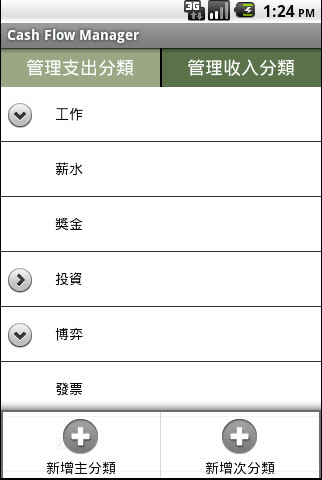 3G 1:24 PM
Cash Flow Manager
管理支出分類 管理收入分類
工作
薪水
獎金
投資
博弈
發票
新增主分類 新增次分類